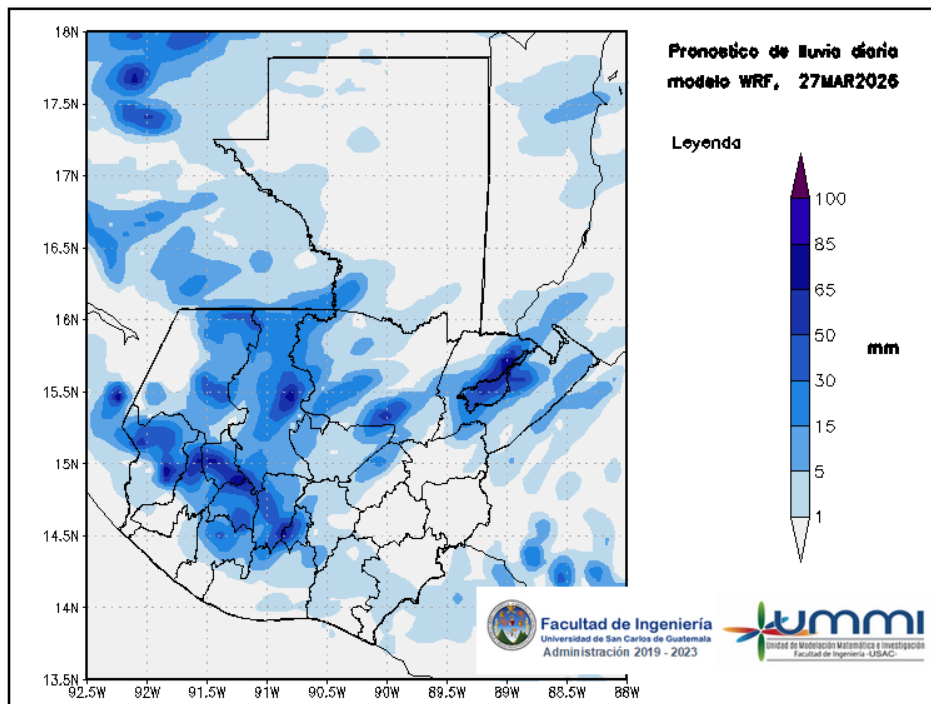 Pronostico de lluvia diaria
modelo WRF, 27MAR2026
Leyenda
100
85
65
50
30
15
5
1
mm
18N
17.5N
17N
16.5N
16N
15.5N
15N
14.5N
14N
13.5N
92.5W 92W 91.5W 91W 90.5W 90W 89.5W 89W 88.5W 88W
Facultad de Ingeniería
Universidad de San Carlos de Guatemala
Administración 2019 - 2023
ummi
Unidad de Modelación Matemática e Investigación
Facultad de Ingeniería -USAC-